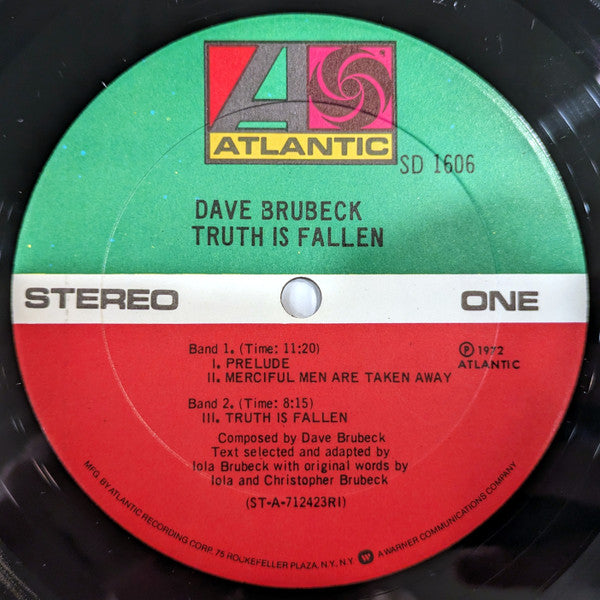 ATLANTIC
SD 1606
DAVE BRUBECK
TRUTH IS FALLEN
STEREO
ONE
Band 1. (Time: 11:20)
I. PRELUDE
II. MERCIFUL MEN ARE TAKEN AWAY
Ⓟ 1972
ATLANTIC
Band 2. (Time: 8:15)
III. TRUTH IS FALLEN
Composed by Dave Brubeck
Text selected and adapted by
Iola Brubeck with original words by
Iola and Christopher Brubeck
(ST-A-712423RI)
MFG. BY ATLANTIC RECORDING CORP., 75 ROCKEFELLER PLAZA, N.Y., N.Y. A WARNER COMMUNICATIONS COMPANY